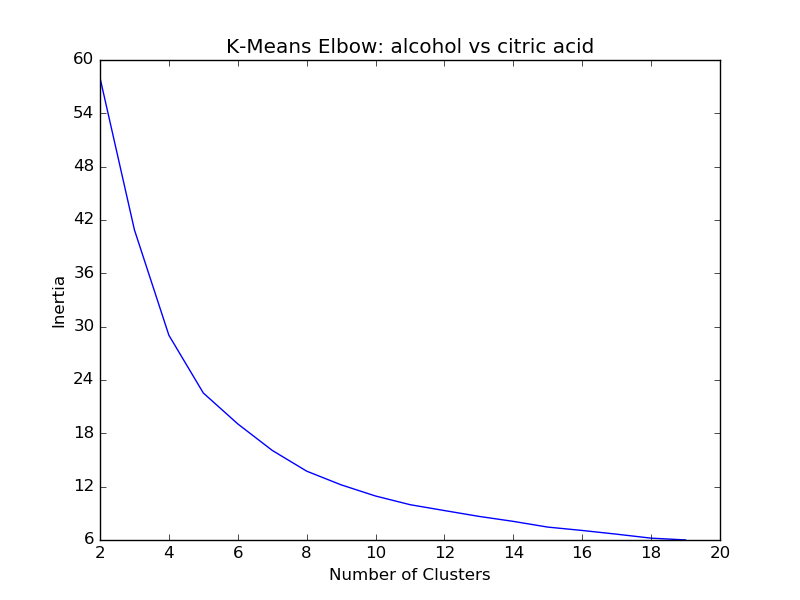 K-Means Elbow: alcohol vs citric acid
60
54
48
42
36
30
24
18
12
6
Inertia
2 4 6 8 10 12 14 16 18 20
Number of Clusters